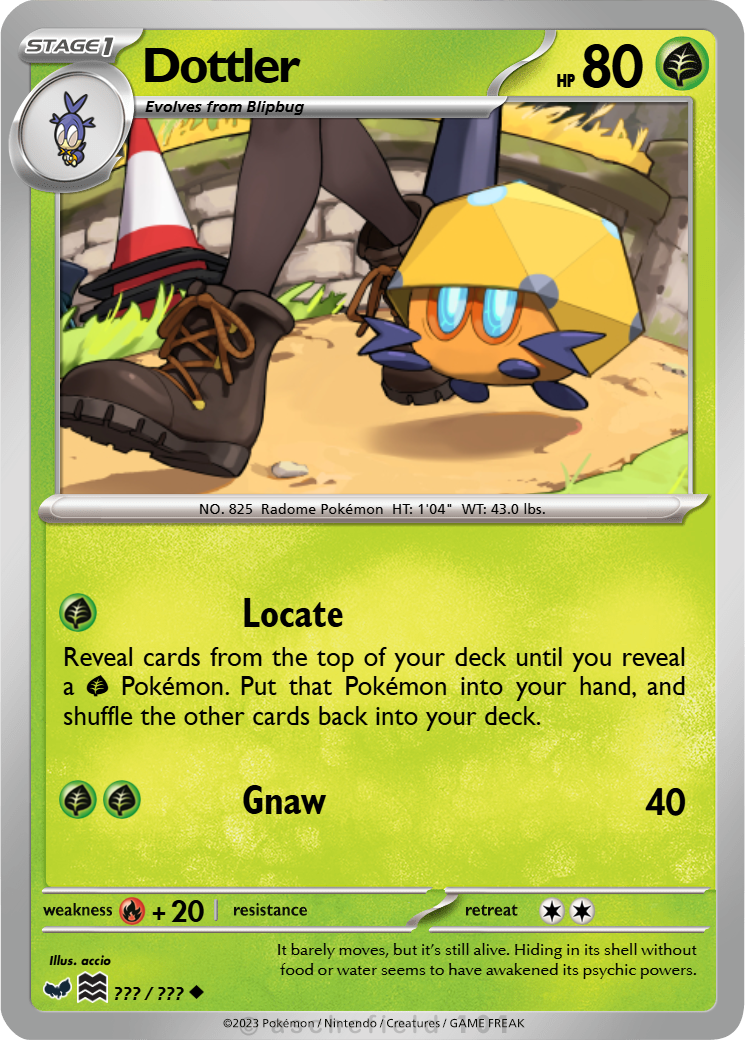 STAGE1
Dottler
HP 80
Evolves from Blipbug
NO. 825 Radome Pokémon HT: 1'04" WT: 43.0 lbs.
Locate
Reveal cards from the top of your deck until you reveal
a Pokémon. Put that Pokémon into your hand, and
shuffle the other cards back into your deck.
Gnaw 40
weakness + 20 resistance retreat
Illus. accio
It barely moves, but it's still alive. Hiding in its shell without
food or water seems to have awakened its psychic powers.
??? / ???
©2023 Pokémon / Nintendo / Creatures / GAME FREAK